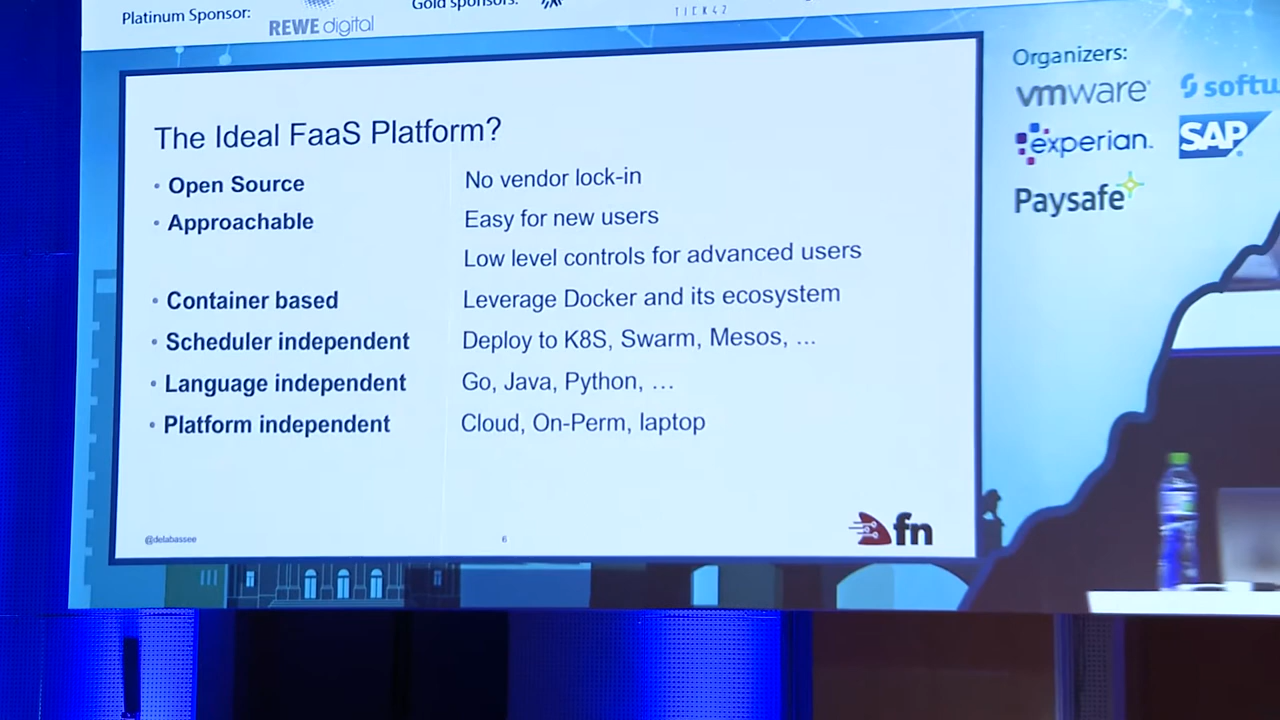 Platinum Sponsor:
REWE digital
Gold sponsors:
TICK42
Organizers:
vmware
experian.
SAP
Paysafe
The Ideal FaaS Platform?
• Open Source No vendor lock-in
• Approachable Easy for new users
Low level controls for advanced users
• Container based Leverage Docker and its ecosystem
• Scheduler independent Deploy to K8S, Swarm, Mesos, ...
• Language independent Go, Java, Python, ...
• Platform independent Cloud, On-Perm, laptop
@delabassee 6 fn